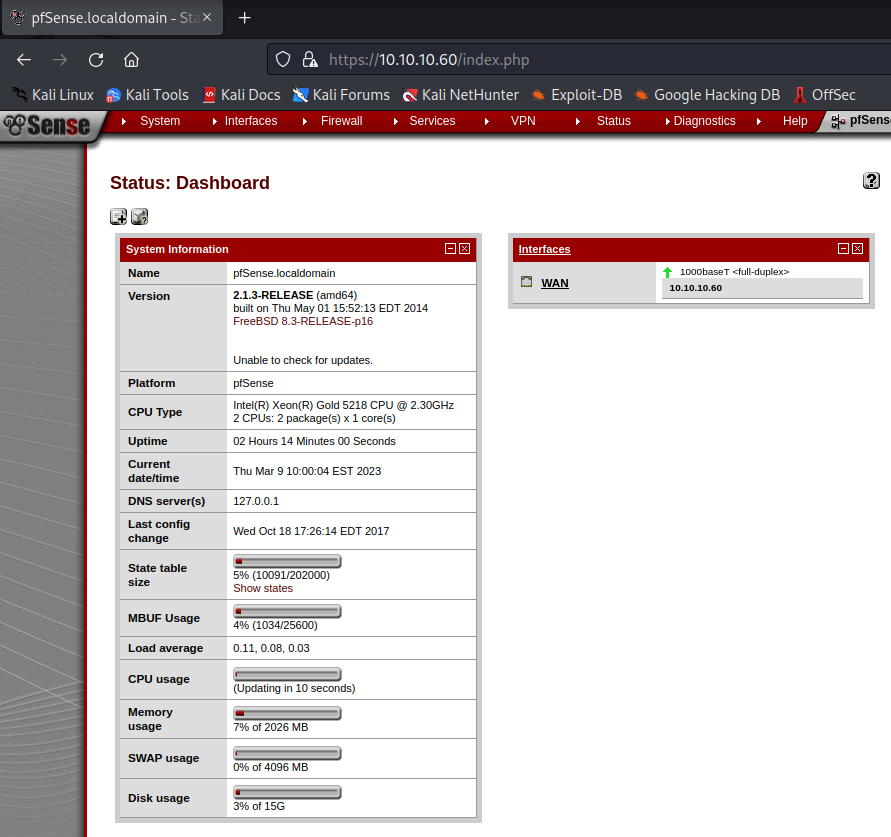 pfSense.localdomain - Sta
https://10.10.10.60/index.php
Kali Linux Kali Tools Kali Docs Kali Forums Kali NetHunter Exploit-DB Google Hacking DB OffSec
Sense System Interfaces Firewall Services VPN Status Diagnostics Help pfSens
Status: Dashboard
System Information
Name pfSense.localdomain
Version 2.1.3-RELEASE (amd64)
built on Thu May 01 15:52:13 EDT 2014
FreeBSD 8.3-RELEASE-p16
Unable to check for updates.
Platform pfSense
CPU Type Intel(R) Xeon(R) Gold 5218 CPU @ 2.30GHz
2 CPUs: 2 package(s) x 1 core(s)
Uptime 02 Hours 14 Minutes 00 Seconds
Current
date/time Thu Mar 9 10:00:04 EST 2023
DNS server(s) 127.0.0.1
Last config
change Wed Oct 18 17:26:14 EDT 2017
State table
size
5% (10091/202000)
Show states
MBUF Usage
4% (1034/25600)
Load average 0.11, 0.08, 0.03
CPU usage
(Updating in 10 seconds)
Memory
usage
7% of 2026 MB
SWAP usage
0% of 4096 MB
Disk usage
3% of 15G
Interfaces
WAN
1000baseT <full-duplex>
10.10.10.60